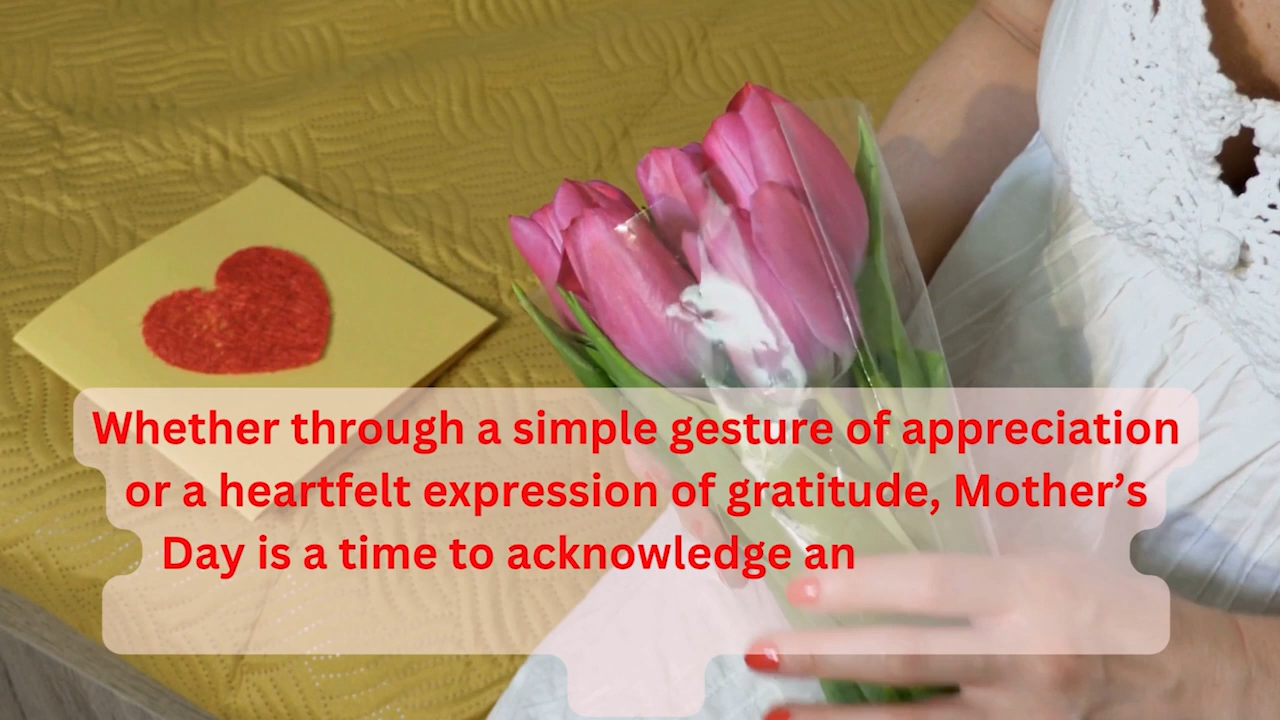 Whether through a simple gesture of appreciation
or a heartfelt expression of gratitude, Mother’s
Day is a time to acknowledge an